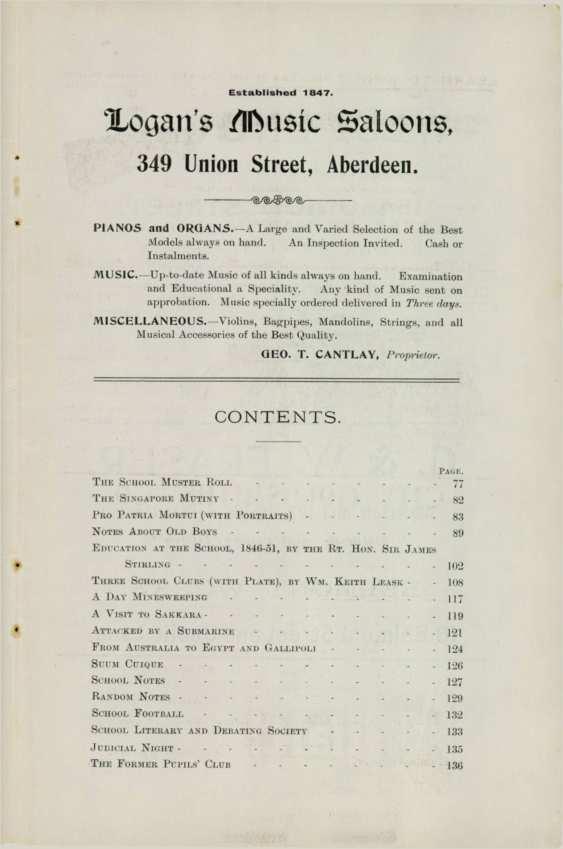 Established 1847.
Logan's Music Saloons,
349 Union Street, Aberdeen.
PIANOS and ORGANS.—A Large and Varied Selection of the Best
Models always on hand. An Inspection Invited. Cash or
Instalments.
MUSIC.—Up-to-date Music of all kinds always on hand. Examination
and Educational a Speciality. Any kind of Music sent on
approbation. Music specially ordered delivered in Three days.
MISCELLANEOUS.—Violins, Bagpipes, Mandolins, Strings, and all
Musical Accessories of the Best Quality.
GEO. T. CANTLAY, Proprietor.
CONTENTS.
PAGE.
THE SCHOOL MUSTER ROLL - - - - - - - - 77
THE SINGAPORE MUTINY - - - - - - - - - 82
PRO PATRIA MORTUI (WITH PORTRAITS) - - - - - - 83
NOTES ABOUT OLD BOYS - - - - - - - - - 89
EDUCATION AT THE SCHOOL, 1846-51, BY THE RT. HON. SIR JAMES
STIRLING - - - - - - - - - - - 102
THREE SCHOOL CLUBS (WITH PLATE), BY WM. KEITH LEASK - - 108
A DAY MINESWEEPING - - - - - - - - - 117
A VISIT TO SAKKARA - - - - - - - - - - 119
ATTACKED BY A SUBMARINE - - - - - - - - 121
FROM AUSTRALIA TO EGYPT AND GALLIPOLI - - - - - 124
SUUM CUIQUE - - - - - - - - - - - 126
SCHOOL NOTES - - - - - - - - - - - 127
RANDOM NOTES - - - - - - - - - - - 129
SCHOOL FOOTBALL - - - - - - - - - - 132
SCHOOL LITERARY AND DEBATING SOCIETY - - - - - 133
JUDICIAL NIGHT - - - - - - - - - - - 135
THE FORMER PUPILS' CLUB - - - - - - - - 136